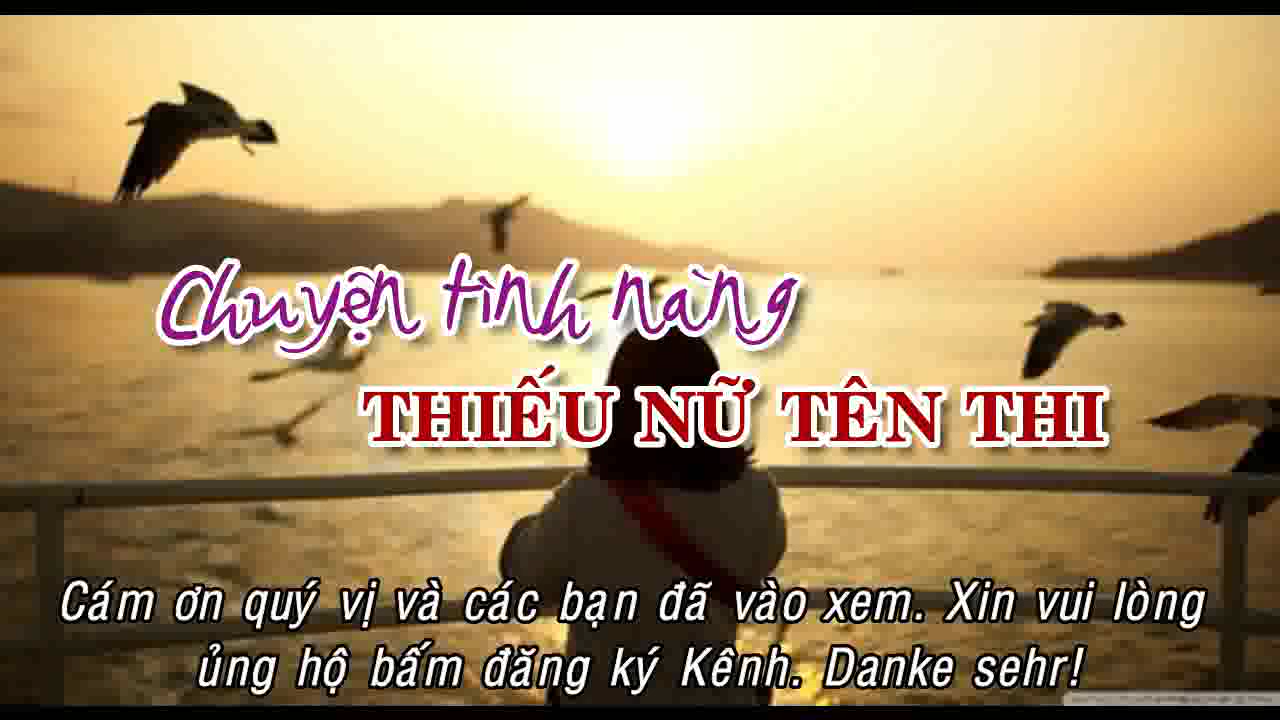 Chuyện tình nàng
THIẾU NỮ TÊN THI
Cám ơn quý vị và các bạn đã vào xem. Xin vui lòng
ủng hộ bấm đăng ký Kênh. Danke sehr!